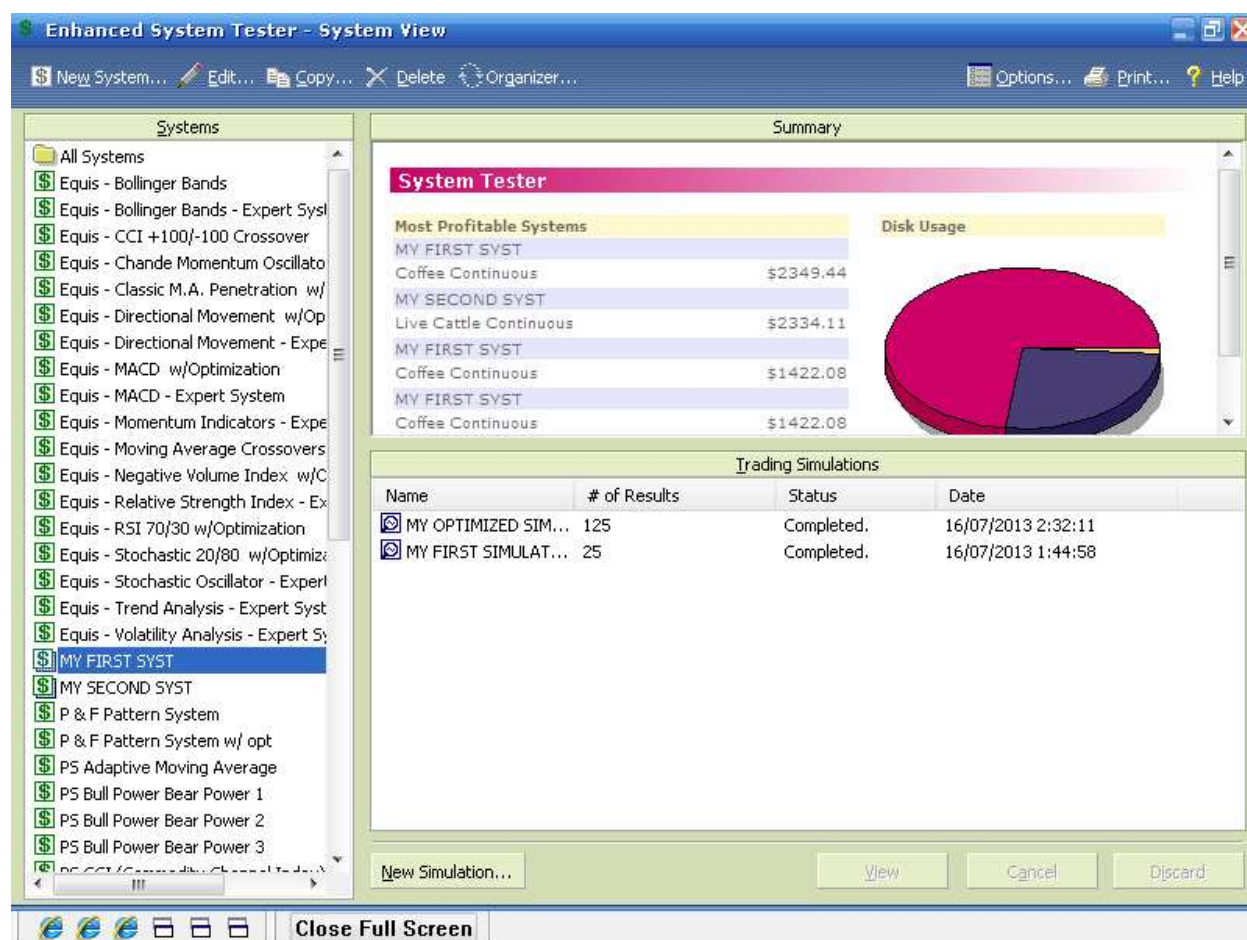 Enhanced System Tester - System View
New System... Edit... Copy... Delete Organizer... Options... Print... Help
Systems
All Systems
Equis - Bollinger Bands
Equis - Bollinger Bands - Expert Syst
Equis - CCI +100/-100 Crossover
Equis - Chande Momentum Oscillato
Equis - Classic M.A. Penetration w/
Equis - Directional Movement w/Op
Equis - Directional Movement - Expe
Equis - MACD w/Optimization
Equis - MACD - Expert System
Equis - Momentum Indicators - Expe
Equis - Moving Average Crossovers
Equis - Negative Volume Index w/O
Equis - Relative Strength Index - Ex
Equis - RSI 70/30 w/Optimization
Equis - Stochastic 20/80 w/Optimiza
Equis - Stochastic Oscillator - Expert
Equis - Trend Analysis - Expert Syst
Equis - Volatility Analysis - Expert Sy
MY FIRST SYST
MY SECOND SYST
P & F Pattern System
P & F Pattern System w/ opt
PS Adaptive Moving Average
PS Bull Power Bear Power 1
PS Bull Power Bear Power 2
PS Bull Power Bear Power 3
PS CCI (Commodity Channel Index)
Summary
System Tester
Most Profitable Systems
MY FIRST SYST
Coffee Continuous $2349.44
MY SECOND SYST
Live Cattle Continuous $2334.11
MY FIRST SYST
Coffee Continuous $1422.08
MY FIRST SYST
Coffee Continuous $1422.08
Disk Usage
Trading Simulations
Name # of Results Status Date
MY OPTIMIZED SIM... 125 Completed. 16/07/2013 2:32:11
MY FIRST SIMULAT... 25 Completed. 16/07/2013 1:44:58
New Simulation... View Cancel Discard
Close Full Screen